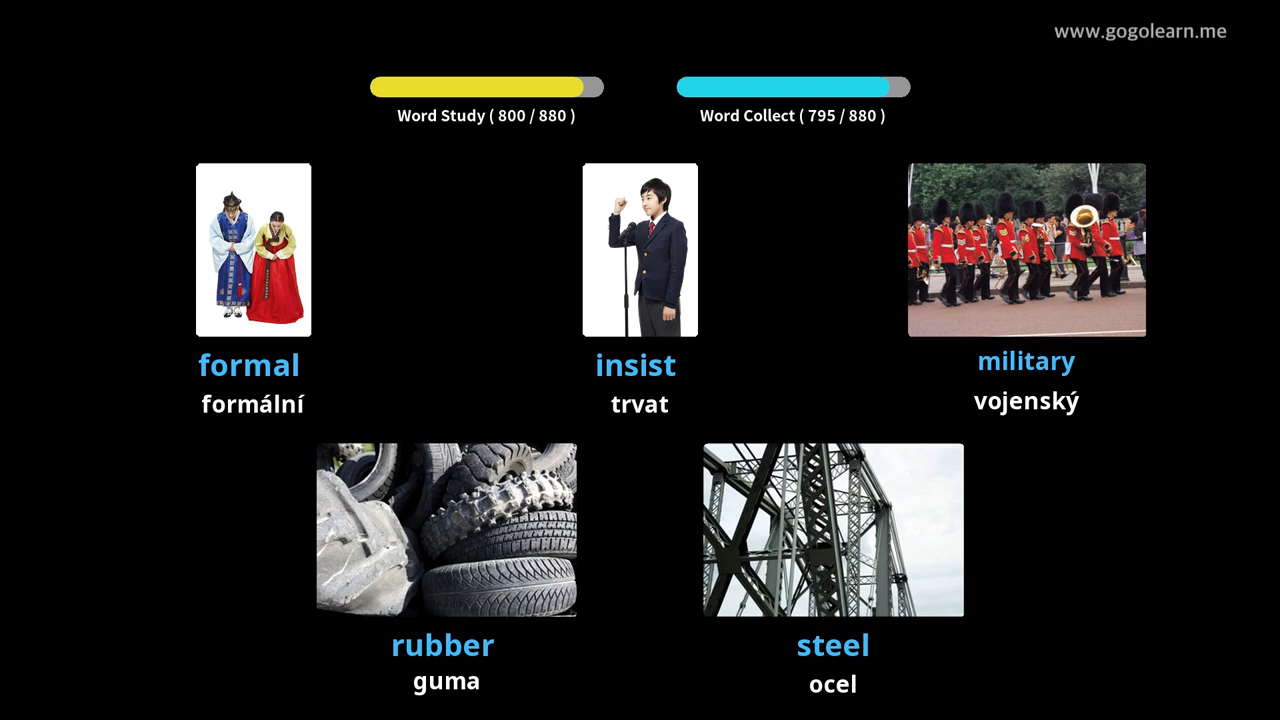 www.gogolearn.me
Word Study ( 800 / 880 )
Word Collect ( 795 / 880 )
formal
formální
insist
trvat
military
vojenský
rubber
guma
steel
ocel